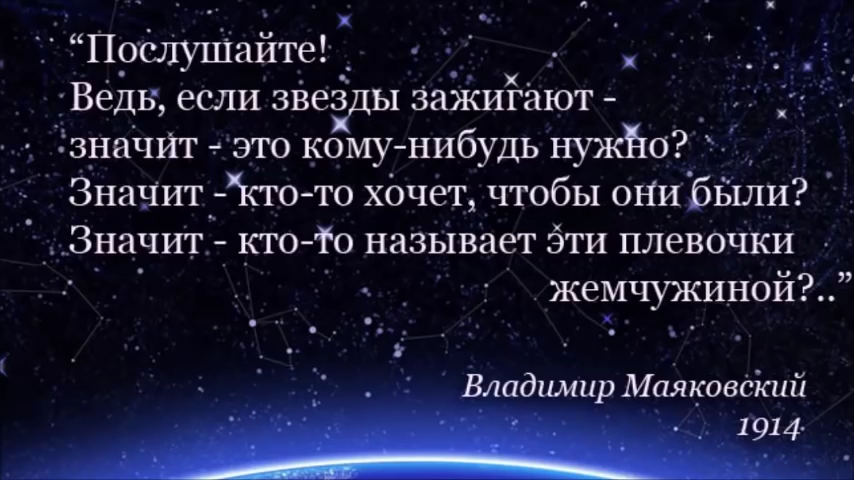 “Послушайте!
Ведь, если звезды зажигают -
значит - это кому-нибудь нужно?
Значит - кто-то хочет, чтобы они были?
Значит - кто-то называет эти плевочки
жемчужиной?..”
Владимир Маяковский
1914